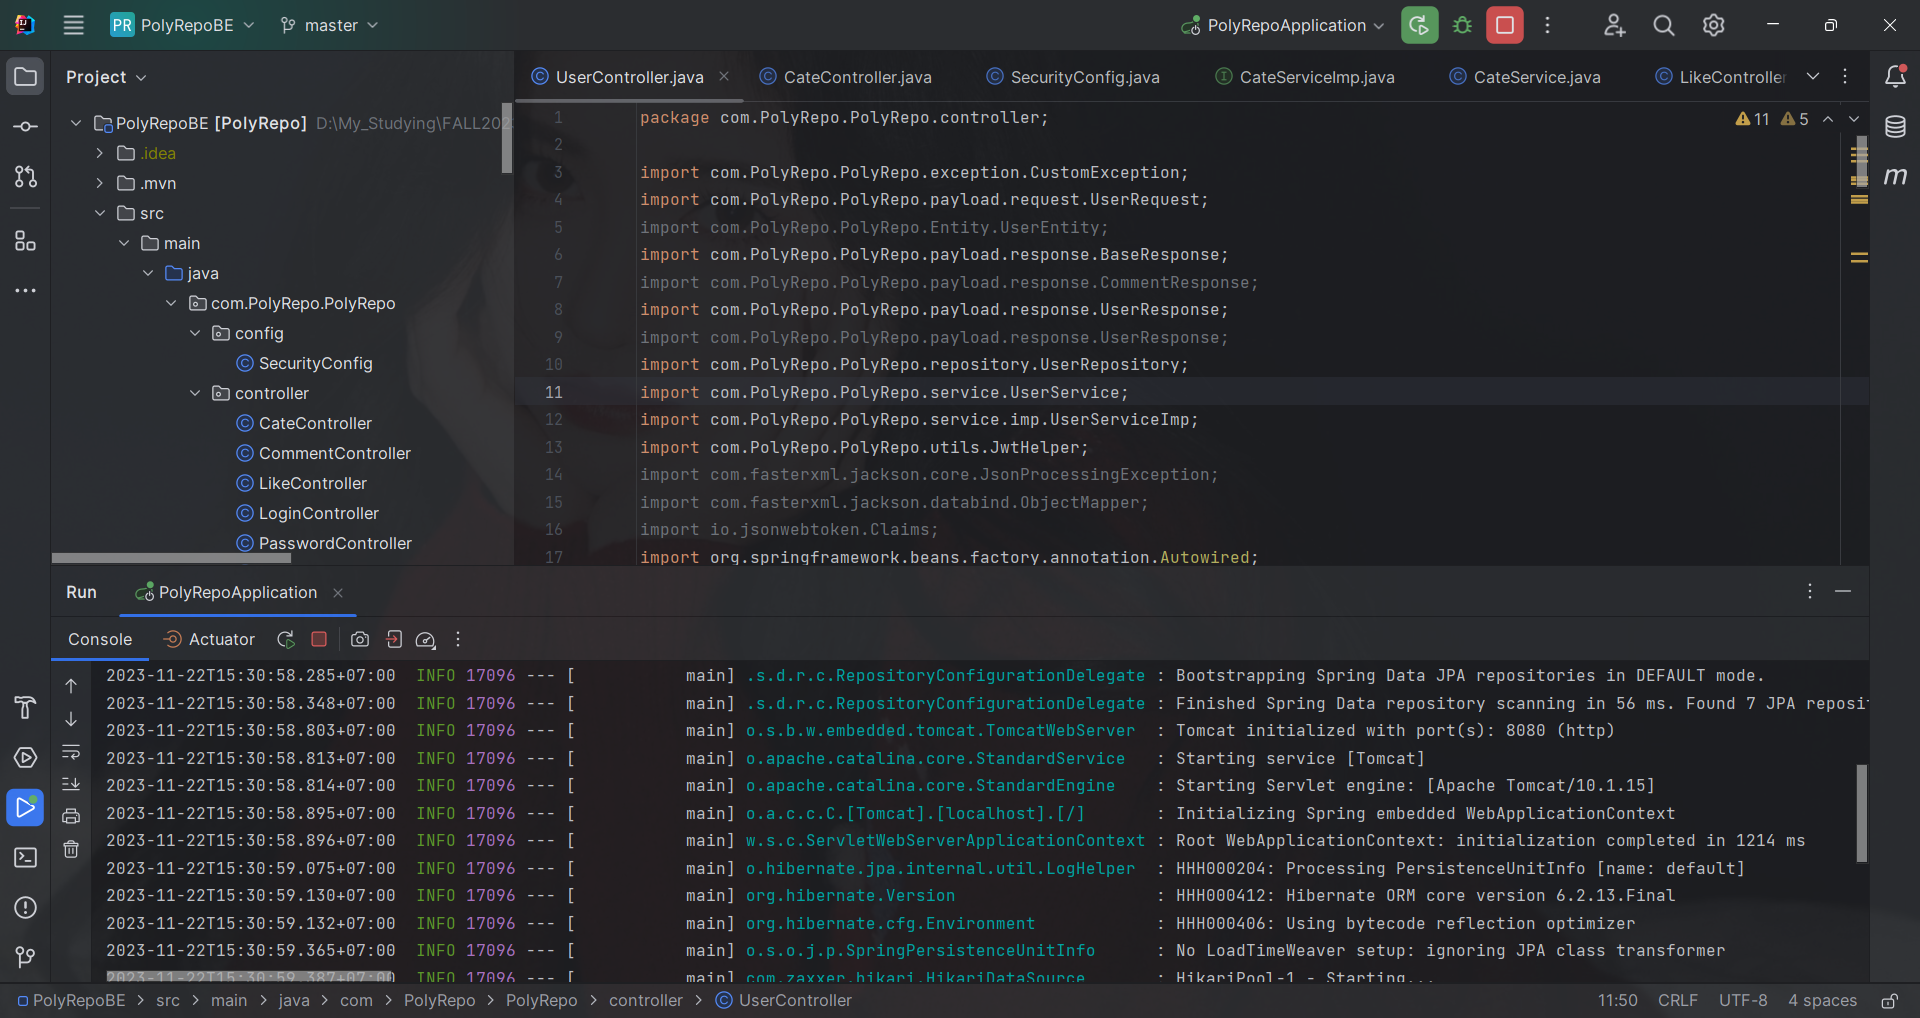 PR PolyRepoBE master PolyRepoApplication
Project
UserController.java CateController.java SecurityConfig.java CateServiceImp.java CateService.java LikeController
PolyRepoBE [PolyRepo] D:\My_Studying\FALL202
.idea
.mvn
src
main
java
com.PolyRepo.PolyRepo
config
SecurityConfig
controller
CateController
CommentController
LikeController
LoginController
PasswordController
11 5
1 package com.PolyRepo.PolyRepo.controller;
2
3 import com.PolyRepo.PolyRepo.exception.CustomException;
4 import com.PolyRepo.PolyRepo.payload.request.UserRequest;
5 import com.PolyRepo.PolyRepo.Entity.UserEntity;
6 import com.PolyRepo.PolyRepo.payload.response.BaseResponse;
7 import com.PolyRepo.PolyRepo.payload.response.CommentResponse;
8 import com.PolyRepo.PolyRepo.payload.response.UserResponse;
9 import com.PolyRepo.PolyRepo.payload.response.UserResponse;
10 import com.PolyRepo.PolyRepo.repository.UserRepository;
11 import com.PolyRepo.PolyRepo.service.UserService;
12 import com.PolyRepo.PolyRepo.service.imp.UserServiceImp;
13 import com.PolyRepo.PolyRepo.utils.JwtHelper;
14 import com.fasterxml.jackson.core.JsonProcessingException;
15 import com.fasterxml.jackson.databind.ObjectMapper;
16 import io.jsonwebtoken.Claims;
17 import org.springframework.beans.factory.annotation.Autowired;
m
Run PolyRepoApplication
Console Actuator
2023-11-22T15:30:58.285+07:00 INFO 17096 --- [ main] .s.d.r.c.RepositoryConfigurationDelegate : Bootstrapping Spring Data JPA repositories in DEFAULT mode.
2023-11-22T15:30:58.348+07:00 INFO 17096 --- [ main] .s.d.r.c.RepositoryConfigurationDelegate : Finished Spring Data repository scanning in 56 ms. Found 7 JPA reposi
2023-11-22T15:30:58.803+07:00 INFO 17096 --- [ main] o.s.b.w.embedded.tomcat.TomcatWebServer : Tomcat initialized with port(s): 8080 (http)
2023-11-22T15:30:58.813+07:00 INFO 17096 --- [ main] o.apache.catalina.core.StandardService : Starting service [Tomcat]
2023-11-22T15:30:58.814+07:00 INFO 17096 --- [ main] o.apache.catalina.core.StandardEngine : Starting Servlet engine: [Apache Tomcat/10.1.15]
2023-11-22T15:30:58.895+07:00 INFO 17096 --- [ main] o.a.c.c.C.[Tomcat].[localhost].[/] : Initializing Spring embedded WebApplicationContext
2023-11-22T15:30:58.896+07:00 INFO 17096 --- [ main] w.s.c.ServletWebServerApplicationContext : Root WebApplicationContext: initialization completed in 1214 ms
2023-11-22T15:30:59.075+07:00 INFO 17096 --- [ main] o.hibernate.jpa.internal.util.LogHelper : HHH000204: Processing PersistenceUnitInfo [name: default]
2023-11-22T15:30:59.130+07:00 INFO 17096 --- [ main] org.hibernate.Version : HHH000412: Hibernate ORM core version 6.2.13.Final
2023-11-22T15:30:59.132+07:00 INFO 17096 --- [ main] org.hibernate.cfg.Environment : HHH000406: Using bytecode reflection optimizer
2023-11-22T15:30:59.365+07:00 INFO 17096 --- [ main] o.s.o.j.p.SpringPersistenceUnitInfo : No LoadTimeWeaver setup: ignoring JPA class transformer
2023-11-22T15:30:59.387+07:00 INFO 17096 --- [ main] com.zaxxer.hikari.HikariDataSource : HikariPool-1 - Starting...
PolyRepoBE > src > main > java > com > PolyRepo > PolyRepo > controller > UserController 11:50 CRLF UTF-8 4 spaces